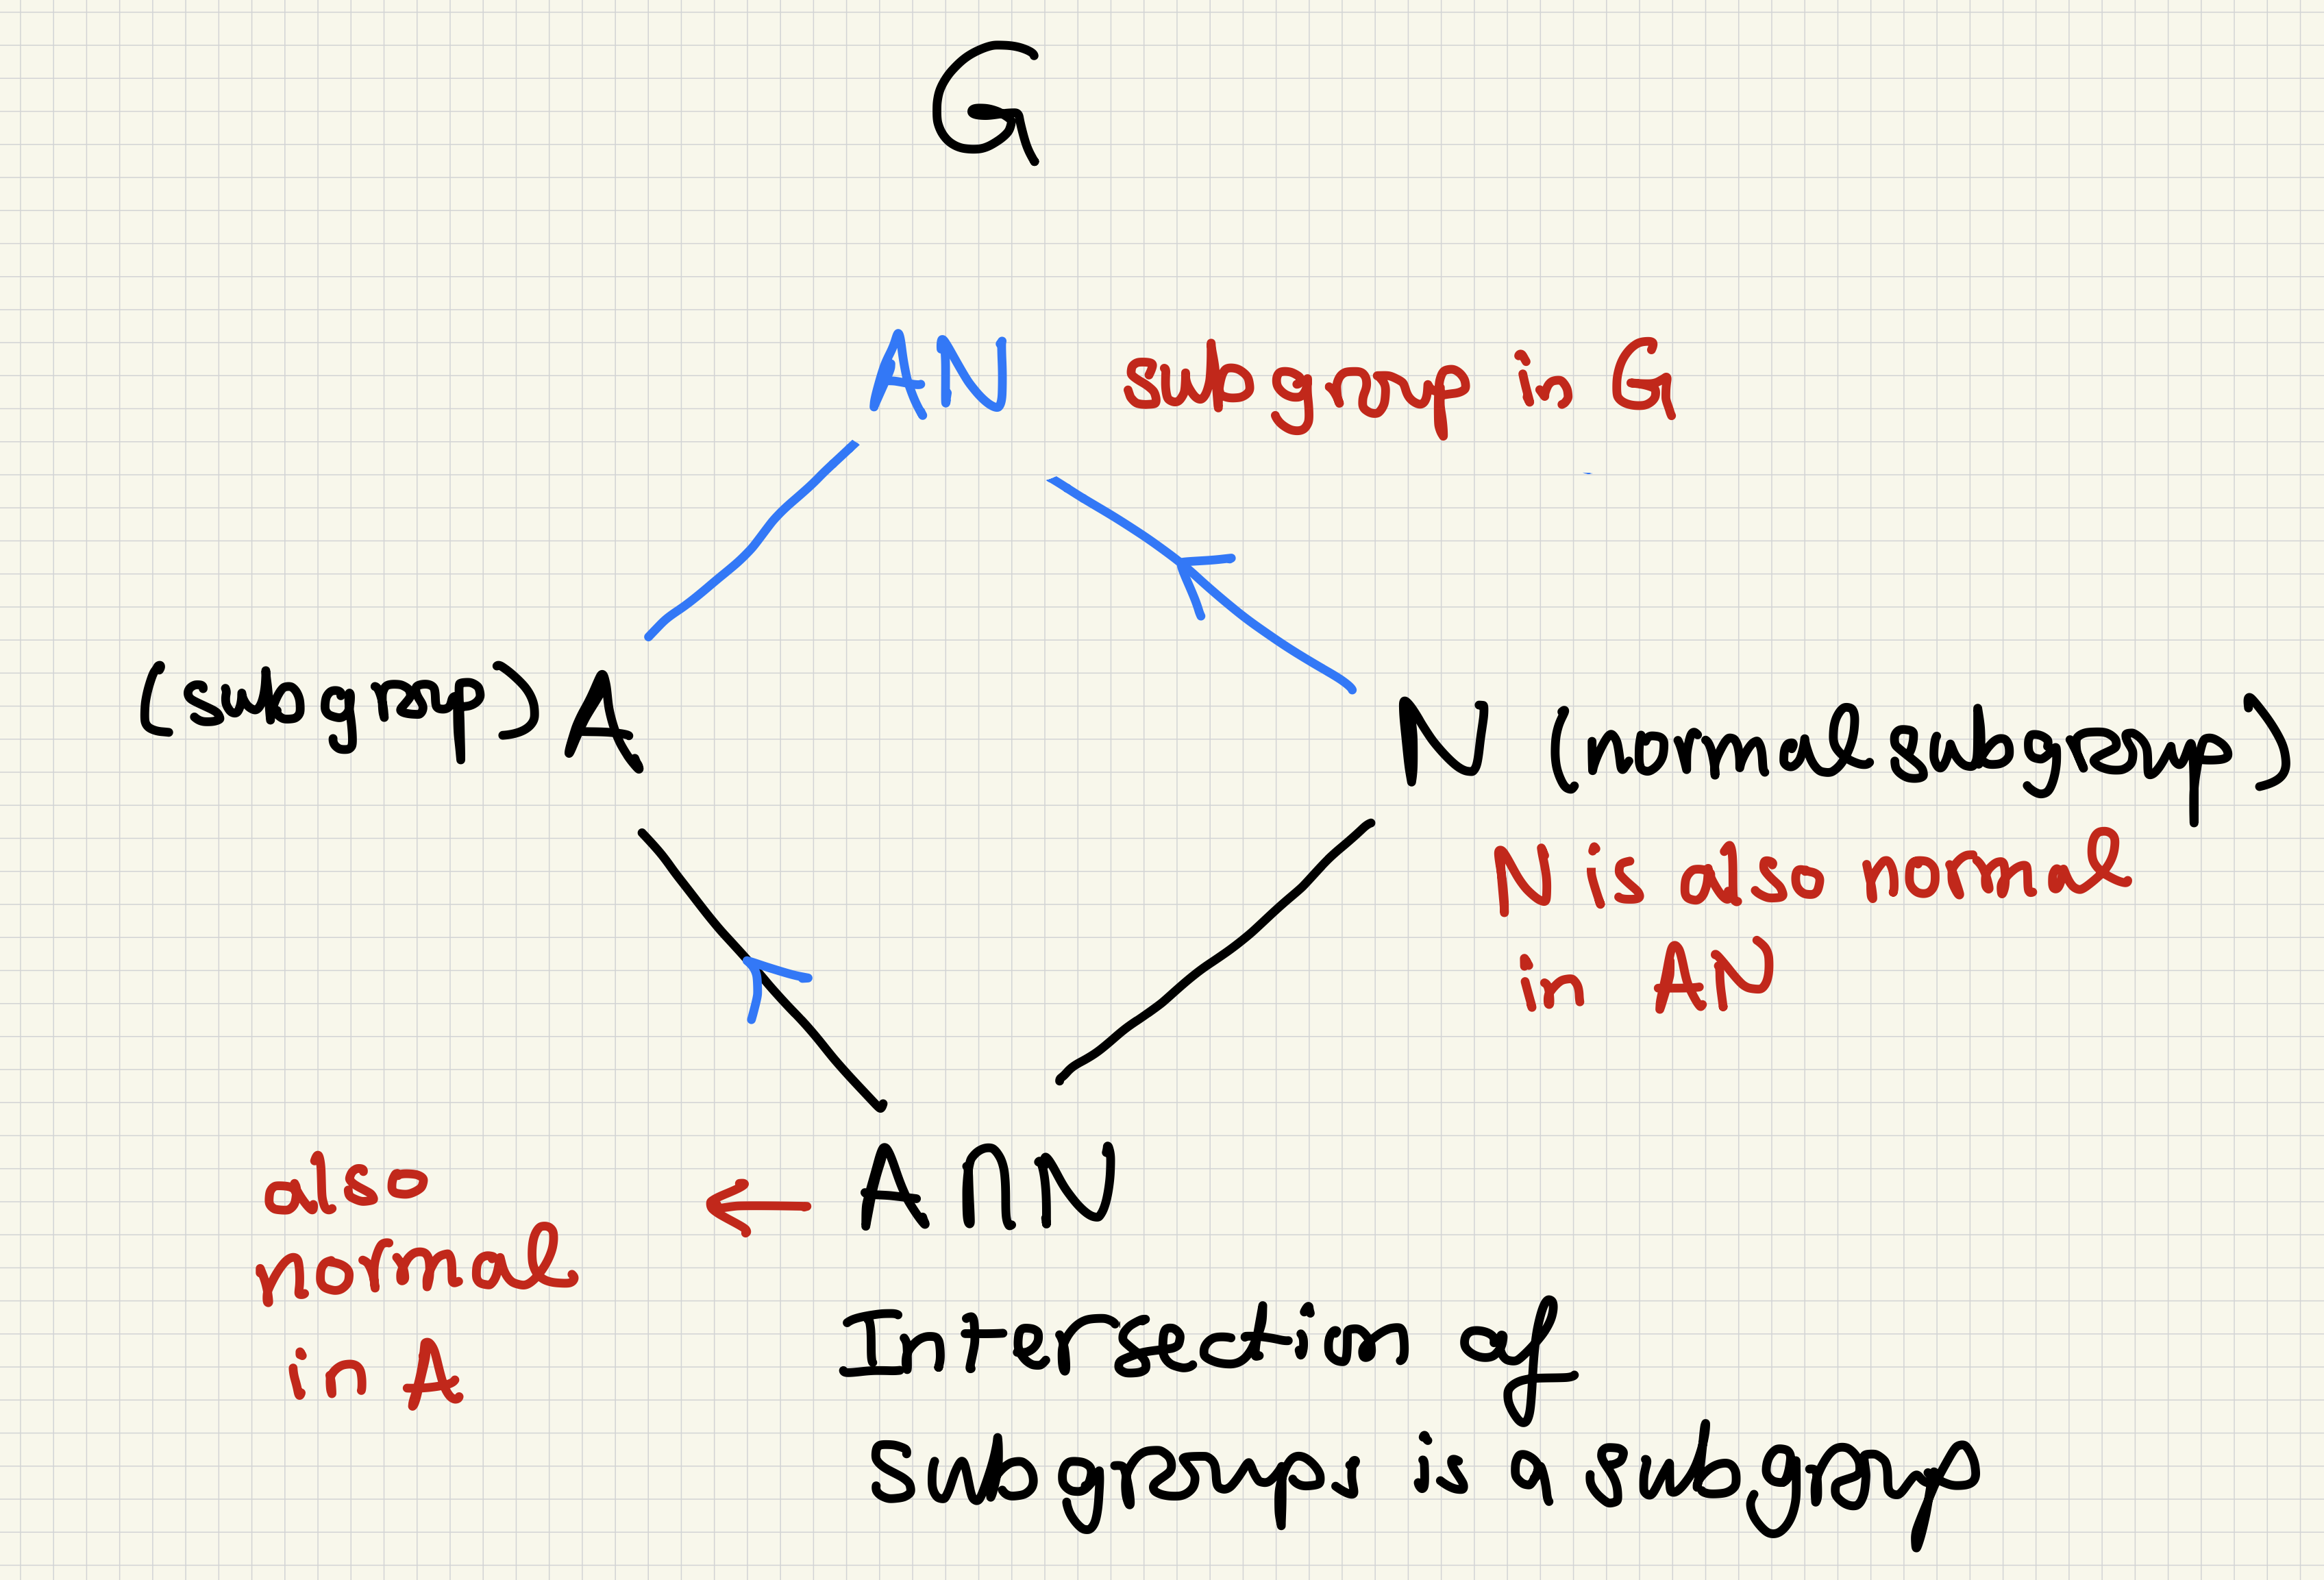 G
AN subgroup in G
(subgroup) A
N (normal subgroup)
N is also normal
in AN
A∩N
also
normal
in A
Intersection of
subgroups is a subgroup